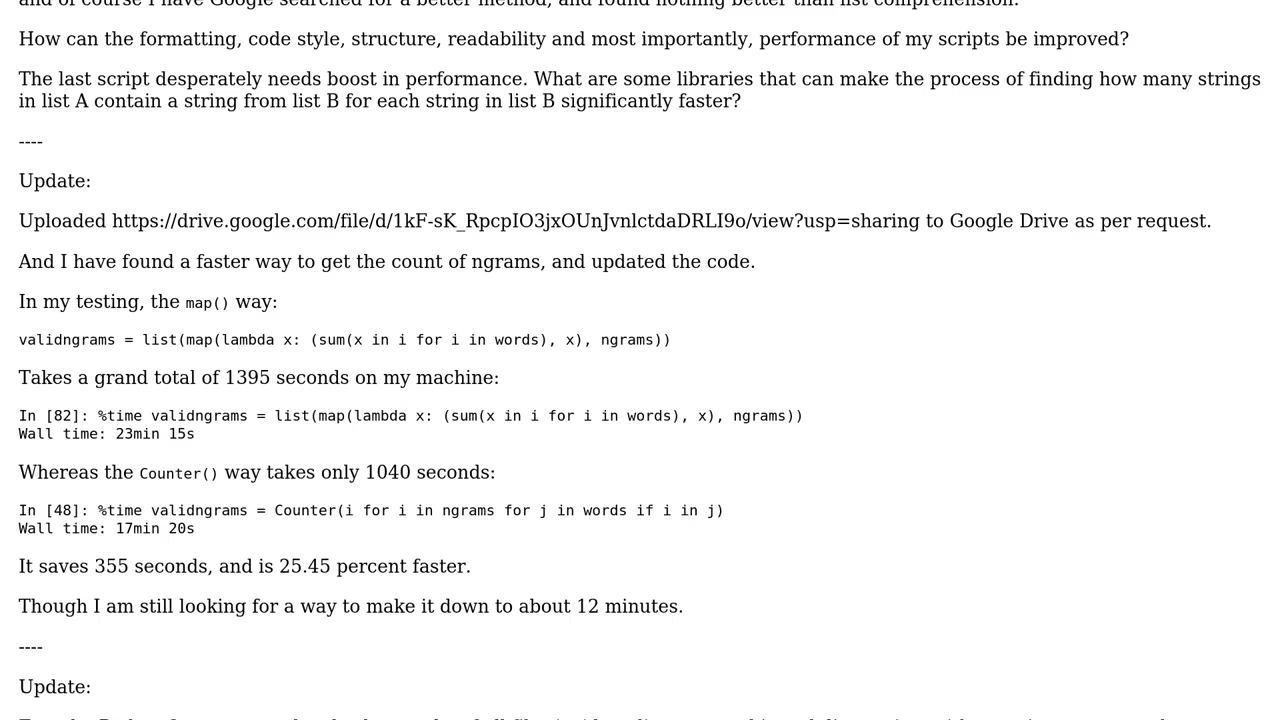 and of course I have Google searched for a better method, and found nothing better than list comprehension.
How can the formatting, code style, structure, readability and most importantly, performance of my scripts be improved?
The last script desperately needs boost in performance. What are some libraries that can make the process of finding how many strings
in list A contain a string from list B for each string in list B significantly faster?
----
Update:
Uploaded https://drive.google.com/file/d/1kF-sK_RpcpIO3jxOUnJvnlctdaDRLI9o/view?usp=sharing to Google Drive as per request.
And I have found a faster way to get the count of ngrams, and updated the code.
In my testing, the map() way:
validngrams = list(map(lambda x: (sum(x in i for i in words), x), ngrams))
Takes a grand total of 1395 seconds on my machine:
In [82]: %time validngrams = list(map(lambda x: (sum(x in i for i in words), x), ngrams))
Wall time: 23min 15s
Whereas the Counter() way takes only 1040 seconds:
In [48]: %time validngrams = Counter(i for i in ngrams for j in words if i in j)
Wall time: 17min 20s
It saves 355 seconds, and is 25.45 percent faster.
Though I am still looking for a way to make it down to about 12 minutes.
----
Update: